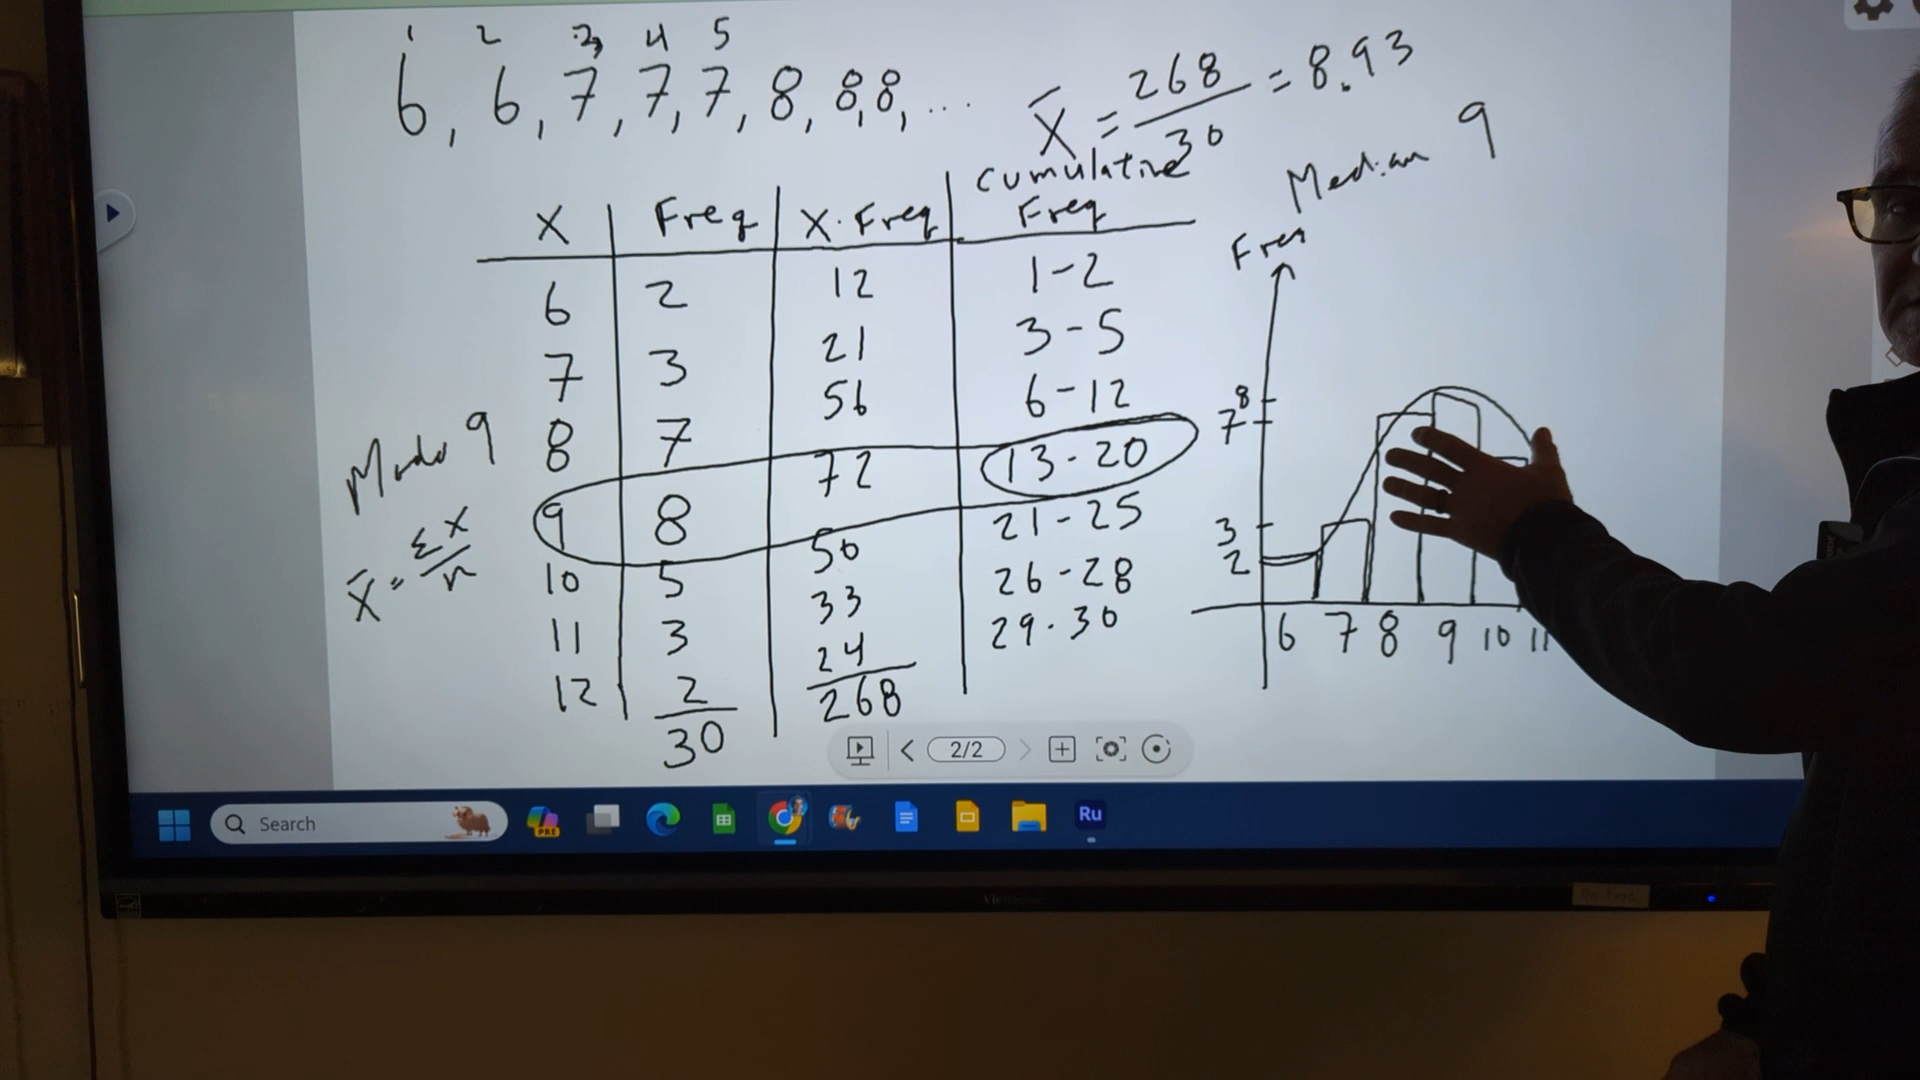 1 2 3 4 5
6, 6, 7, 7, 7, 8, 8, 8, ...
X̄ = 268/30 = 8.93
Median 9
X | Freq | X·Freq | Cumulative Freq
6 | 2 | 12 | 1-2
7 | 3 | 21 | 3-5
8 | 7 | 56 | 6-12
9 | 8 | 72 | 13-20
10 | 5 | 50 | 21-25
11 | 3 | 33 | 26-28
12 | 2 | 24 | 29-30
30 | 268
Mode 9
X̄ = Σx/n
Freq
8
7
3
2
6 7 8 9 10 11
2/2
Search
PRE
Ru
ViewSonic